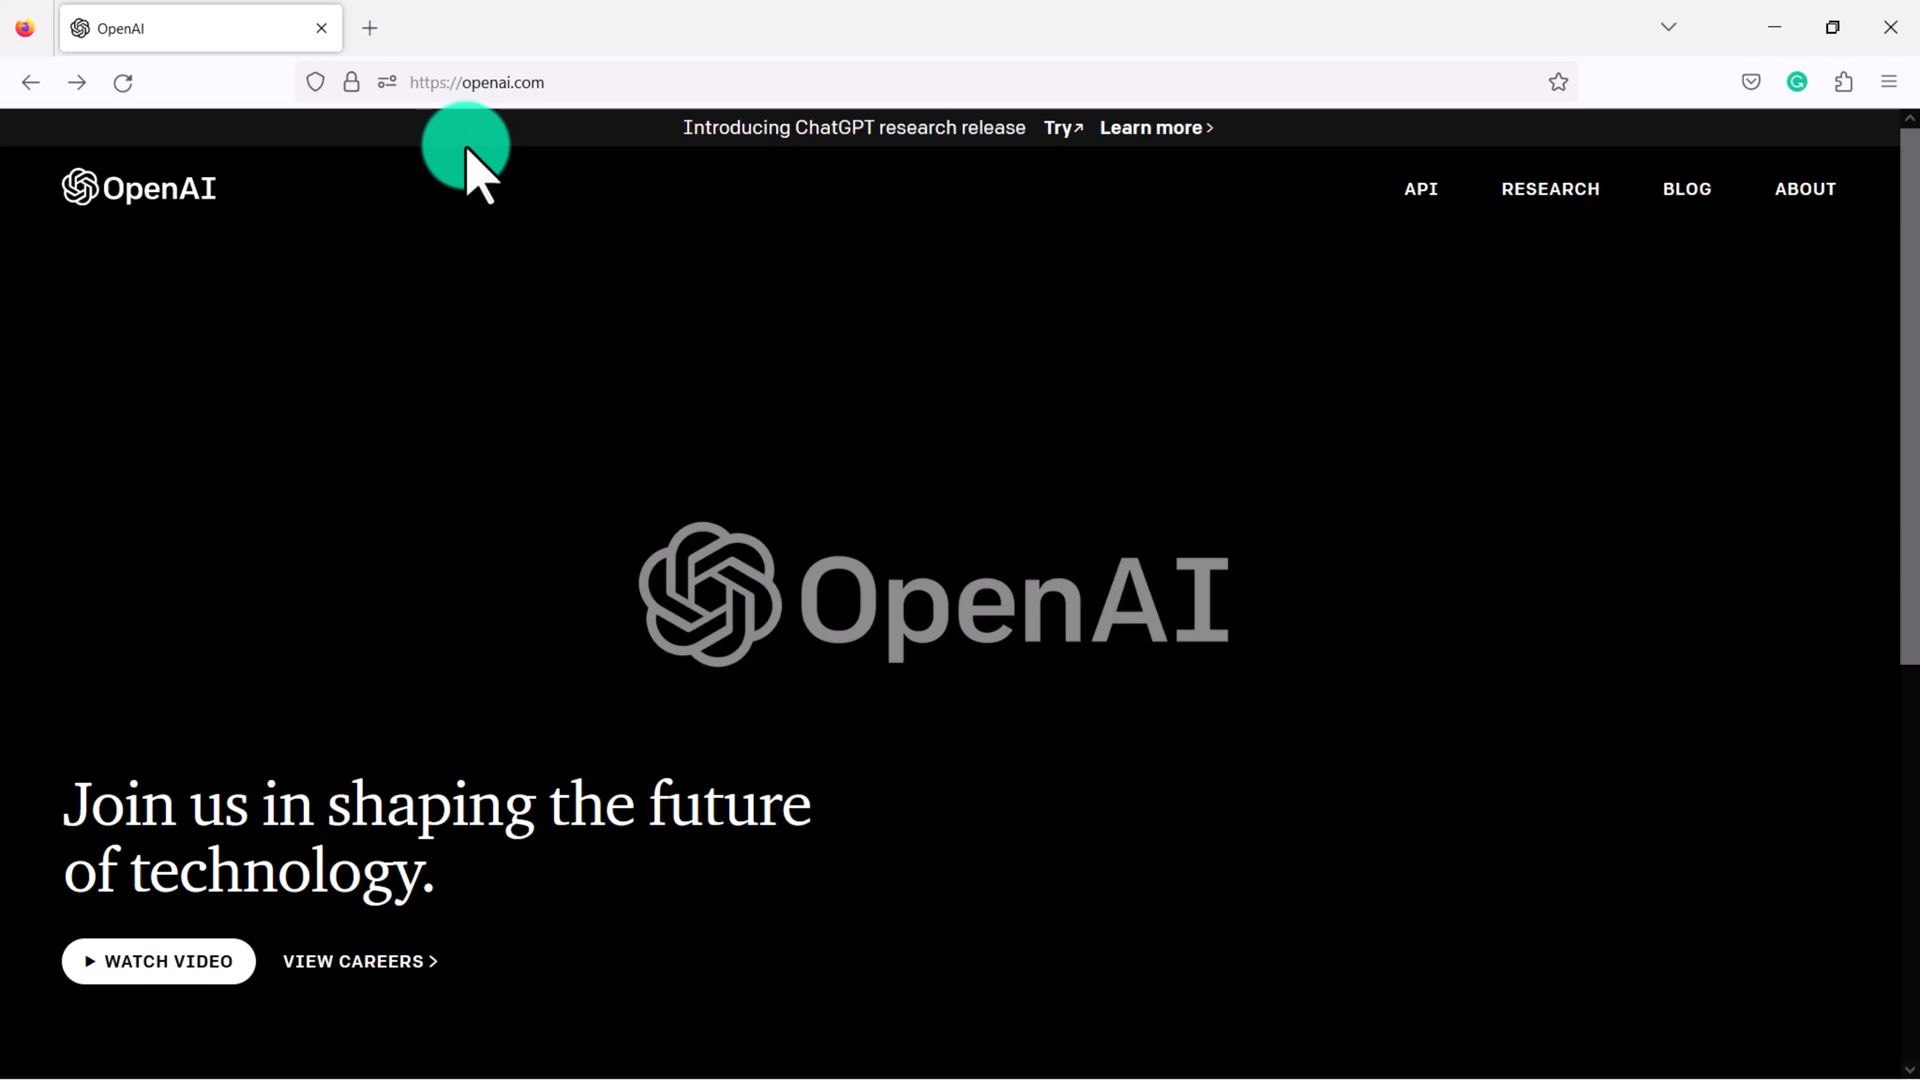 OpenAI
https://openai.com
Introducing ChatGPT research release Try↗ Learn more >
OpenAI
API RESEARCH BLOG ABOUT
OpenAI
Join us in shaping the future
of technology.
WATCH VIDEO VIEW CAREERS >